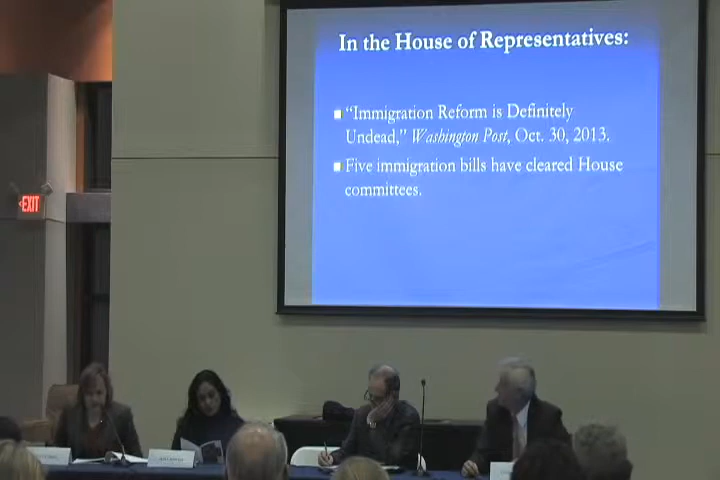 In the House of Representatives:
“Immigration Reform is Definitely
Undead,” Washington Post, Oct. 30, 2013.
Five immigration bills have cleared House
committees.
EXIT